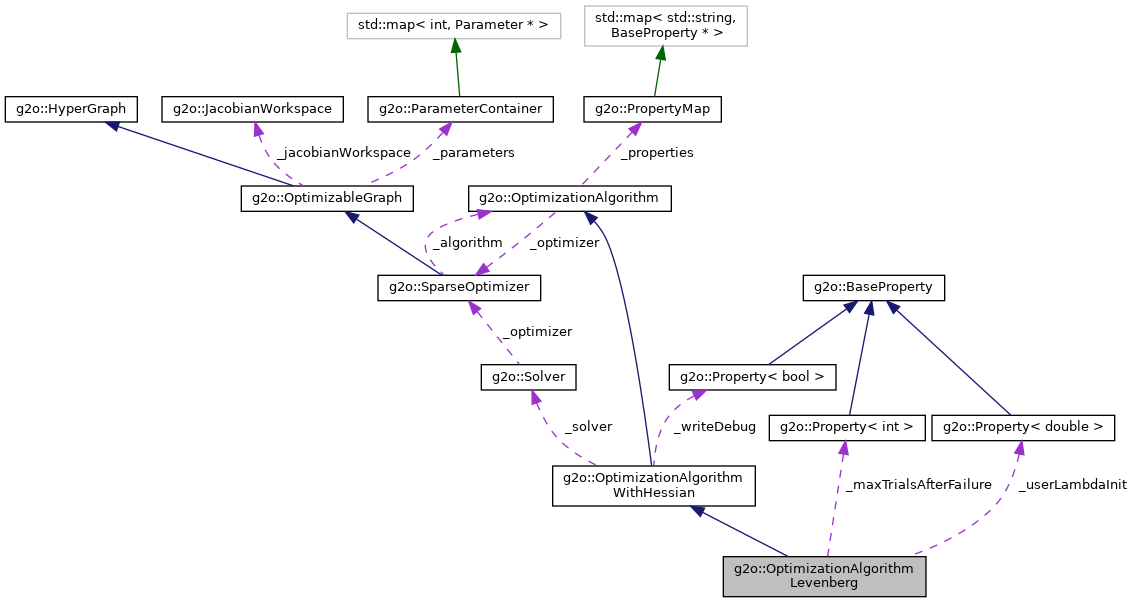 std::map< int, Parameter * >
std::map< std::string,
BaseProperty * >
g2o::HyperGraph
g2o::JacobianWorkspace
g2o::ParameterContainer
g2o::PropertyMap
_jacobianWorkspace
_parameters
_properties
g2o::OptimizableGraph
g2o::OptimizationAlgorithm
_algorithm
_optimizer
g2o::SparseOptimizer
g2o::BaseProperty
_optimizer
g2o::Solver
g2o::Property< bool >
_solver
_writeDebug
g2o::Property< int >
g2o::Property< double >
g2o::OptimizationAlgorithm
WithHessian
_maxTrialsAfterFailure
_userLambdaInit
g2o::OptimizationAlgorithm
Levenberg